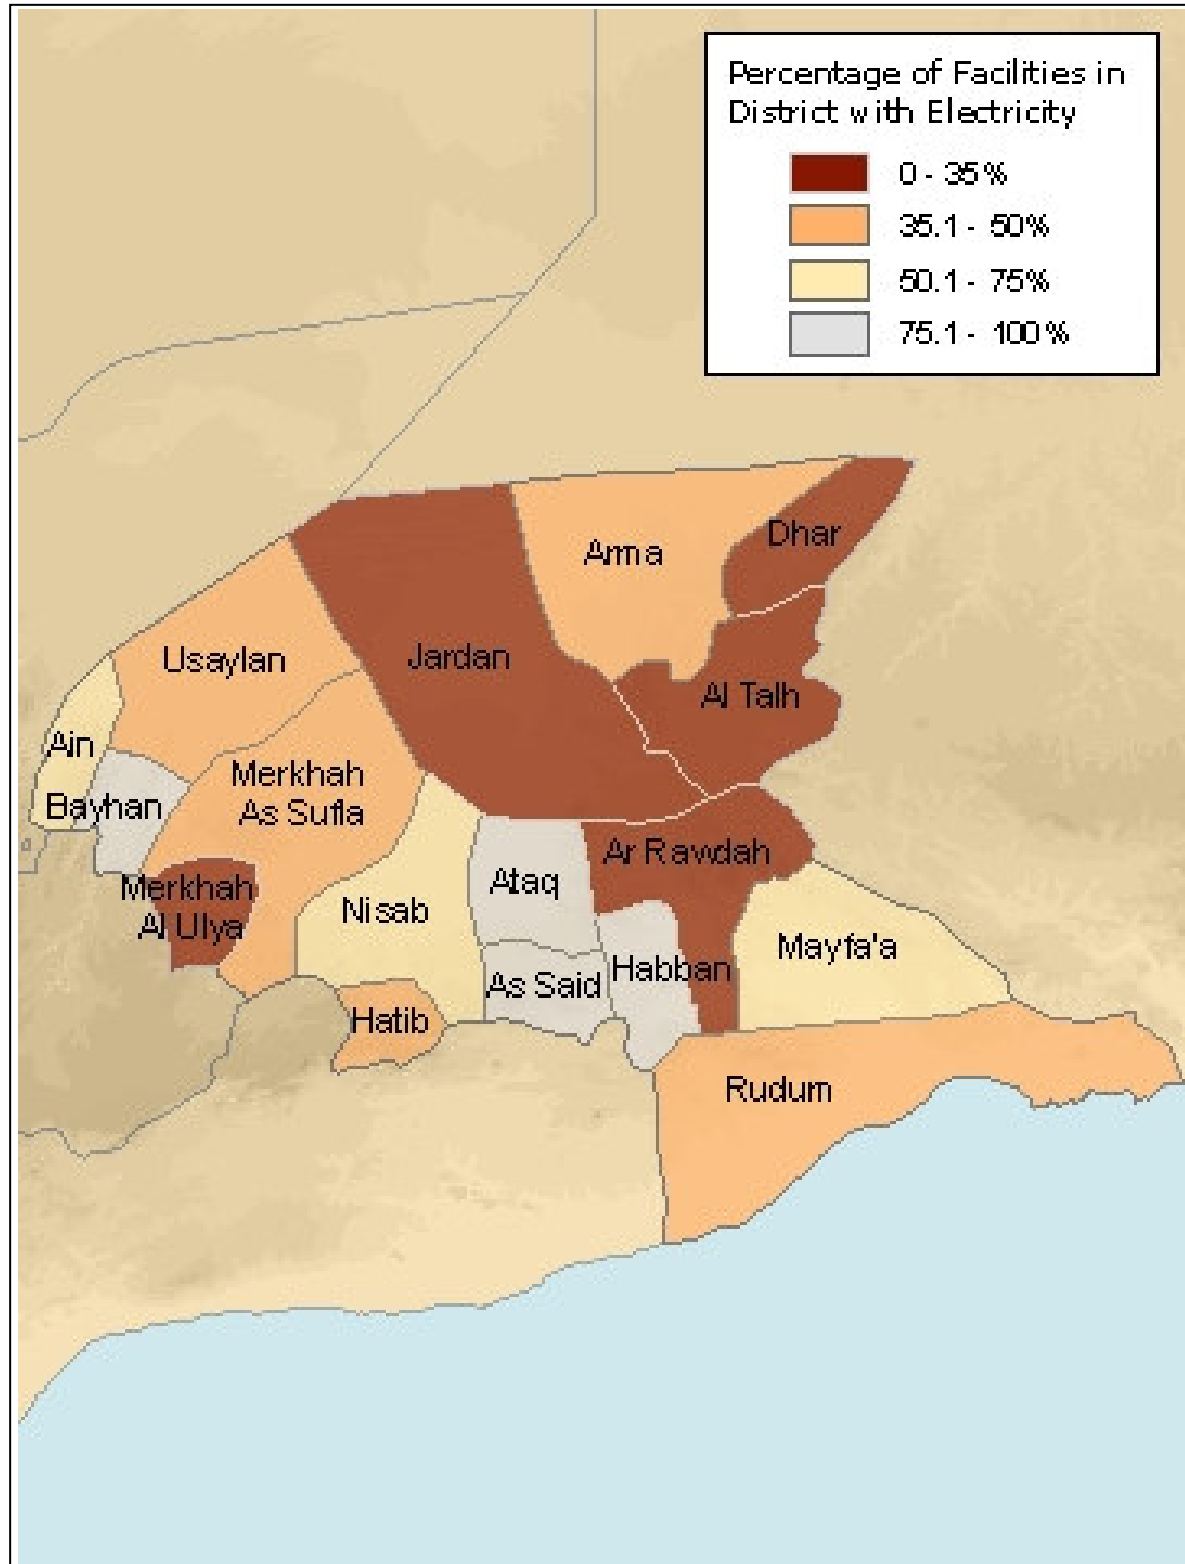 Percentage of Facilities in
District with Electricity
0 - 35%
35.1 - 50%
50.1 - 75%
75.1 - 100%
Dhar
Arma
Usaylan
Jardan
Al Talh
Ain
Merkhah
As Sufla
Bayhan
Ar Rawdah
Ataq
Merkhah
Al Ulya
Nisab
Mayfa'a
Habban
As Said
Hatib
Rudum